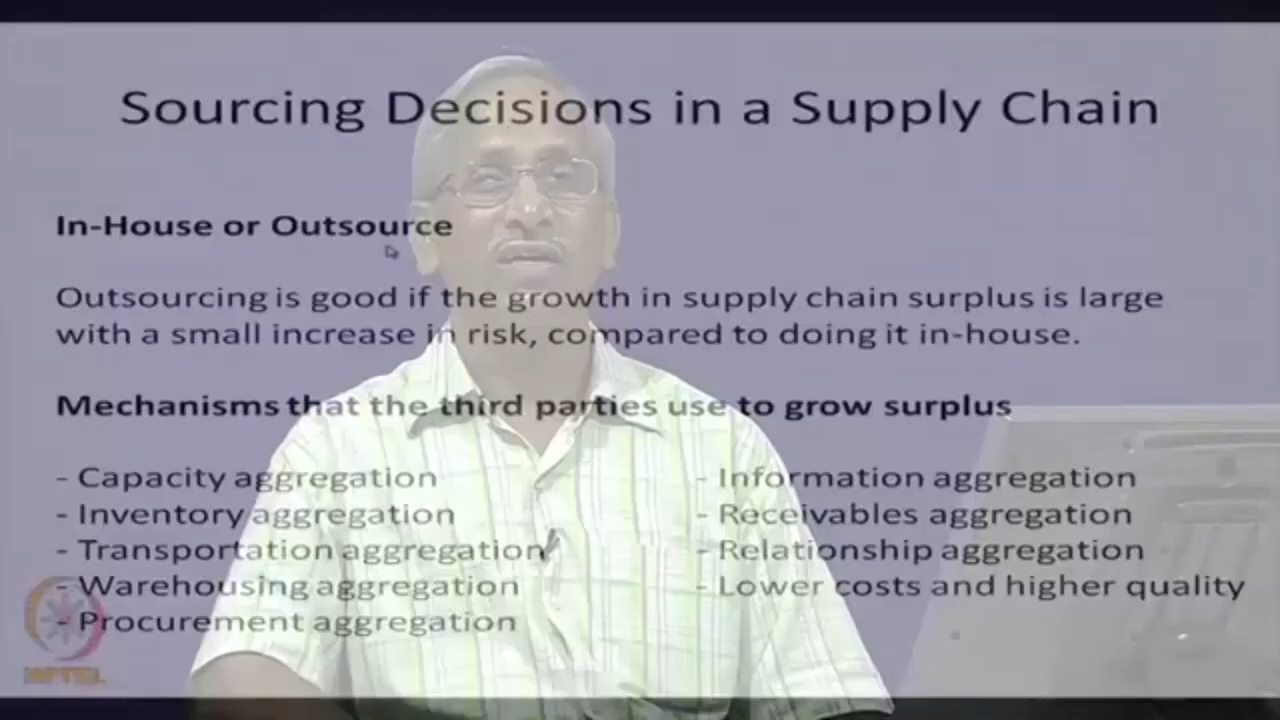 Sourcing Decisions in a Supply Chain
In-House or Outsource
Outsourcing is good if the growth in supply chain surplus is large
with a small increase in risk, compared to doing it in-house.
Mechanisms that the third parties use to grow surplus
- Capacity aggregation
- Inventory aggregation
- Transportation aggregation
- Warehousing aggregation
- Procurement aggregation
- Information aggregation
- Receivables aggregation
- Relationship aggregation
- Lower costs and higher quality
NPTEL